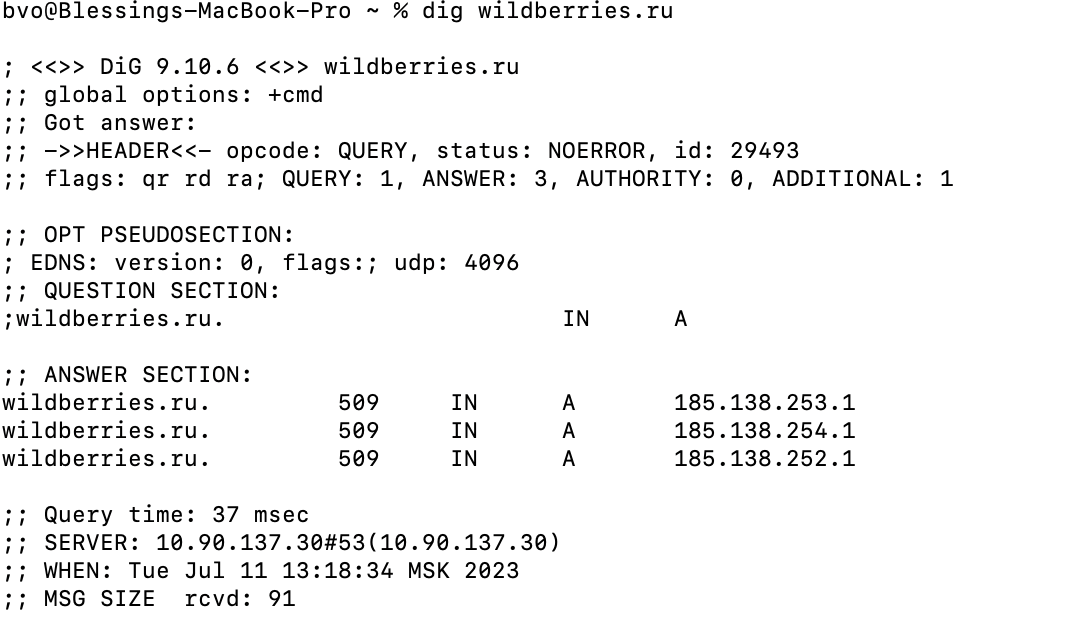 bvo@Blessings-MacBook-Pro ~ % dig wildberries.ru
; <<>> DiG 9.10.6 <<>> wildberries.ru
;; global options: +cmd
;; Got answer:
;; ->>HEADER<<- opcode: QUERY, status: NOERROR, id: 29493
;; flags: qr rd ra; QUERY: 1, ANSWER: 3, AUTHORITY: 0, ADDITIONAL: 1
;; OPT PSEUDOSECTION:
; EDNS: version: 0, flags:; udp: 4096
;; QUESTION SECTION:
;wildberries.ru. IN A
;; ANSWER SECTION:
wildberries.ru. 509 IN A 185.138.253.1
wildberries.ru. 509 IN A 185.138.254.1
wildberries.ru. 509 IN A 185.138.252.1
;; Query time: 37 msec
;; SERVER: 10.90.137.30#53(10.90.137.30)
;; WHEN: Tue Jul 11 13:18:34 MSK 2023
;; MSG SIZE  rcvd: 91